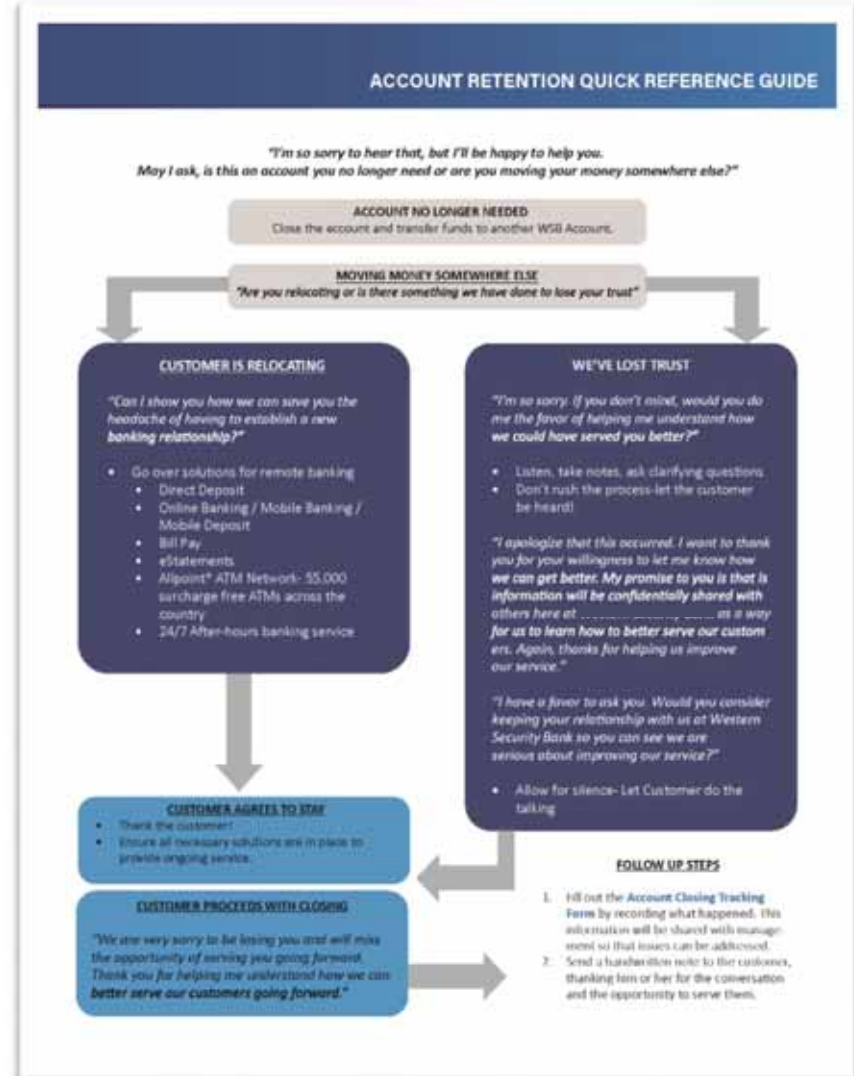 ACCOUNT RETENTION QUICK REFERENCE GUIDE
"I'm so sorry to hear that, but I'll be happy to help you.
May I ask, is this an account you no longer need or are you moving your money somewhere else?"
ACCOUNT NO LONGER NEEDED
Close the account and transfer funds to another WSB Account.
MOVING MONEY SOMEWHERE ELSE
"Are you relocating or is there something we have done to lose your trust"
CUSTOMER IS RELOCATING
"Can I show you how we can save you the
headache of having to establish a new
banking relationship?"
• Go over solutions for remote banking
• Direct Deposit
• Online Banking / Mobile Banking /
Mobile Deposit
• Bill Pay
• eStatements
• Allpoint® ATM Network- 55,000
surcharge free ATMs across the
country
• 24/7 After-hours banking service
WE'VE LOST TRUST
"I'm so sorry. If you don't mind, would you do
me the favor of helping me understand how
we could have served you better?"
• Listen, take notes, ask clarifying questions
• Don't rush the process-let the customer
be heard!
"I apologize that this occurred. I want to thank
you for your willingness to let me know how
we can get better. My promise to you is that is
information will be confidentially shared with
others here at as a way
for us to learn how to better serve our custom
ers. Again, thanks for helping us improve
our service."
"I have a favor to ask you. Would you consider
keeping your relationship with us at Western
Security Bank so you can see we are
serious about improving our service?"
• Allow for silence- Let Customer do the
talking
CUSTOMER AGREES TO STAY
• Thank the customer!
• Ensure all necessary solutions are in place to
provide ongoing service.
CUSTOMER PROCEEDS WITH CLOSING
"We are very sorry to be losing you and will miss
the opportunity of serving you going forward.
Thank you for helping me understand how we can
better serve our customers going forward."
FOLLOW UP STEPS
1. Fill out the Account Closing Tracking
Form by recording what happened. This
information will be shared with manage-
ment so that issues can be addressed.
2. Send a handwritten note to the customer,
thanking him or her for the conversation
and the opportunity to serve them.